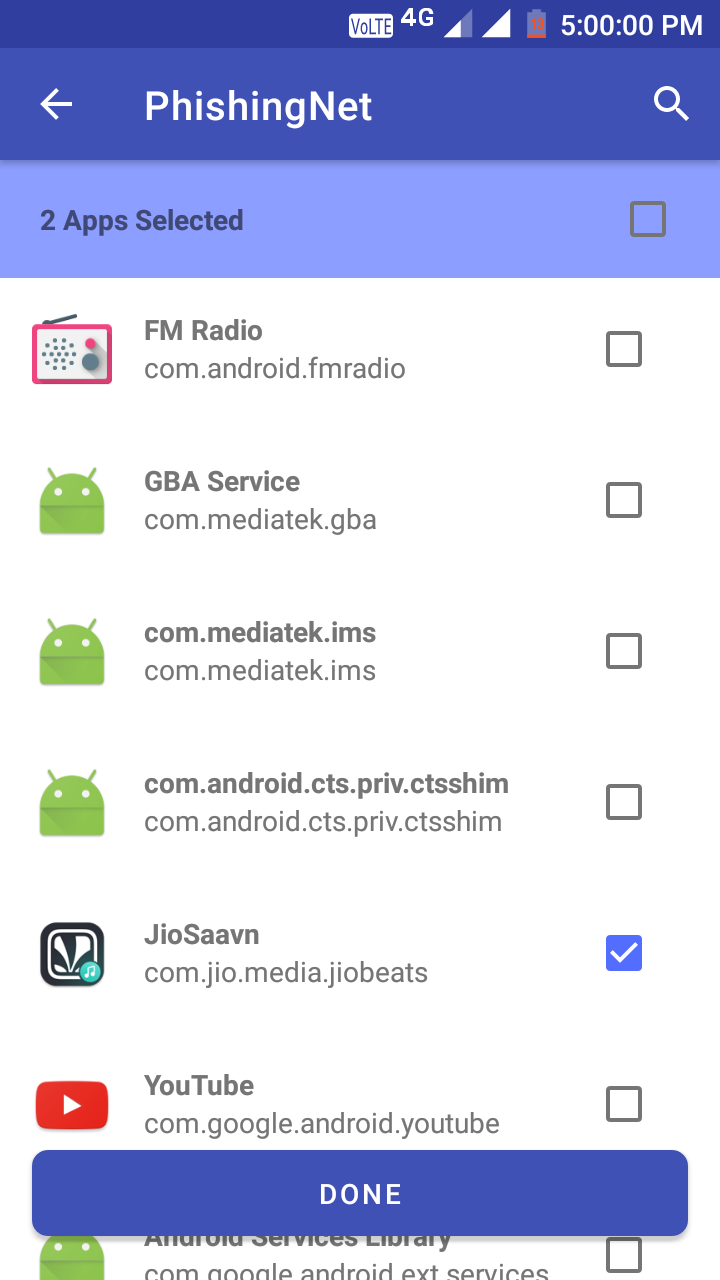 VoLTE 4G 13 5:00:00 PM
PhishingNet
2 Apps Selected
FM Radio
com.android.fmradio
GBA Service
com.mediatek.gba
com.mediatek.ims
com.mediatek.ims
com.android.cts.priv.ctsshim
com.android.cts.priv.ctsshim
JioSaavn
com.jio.media.jiobeats
YouTube
com.google.android.youtube
DONE
Android Services Library
com.google.android.ext.services